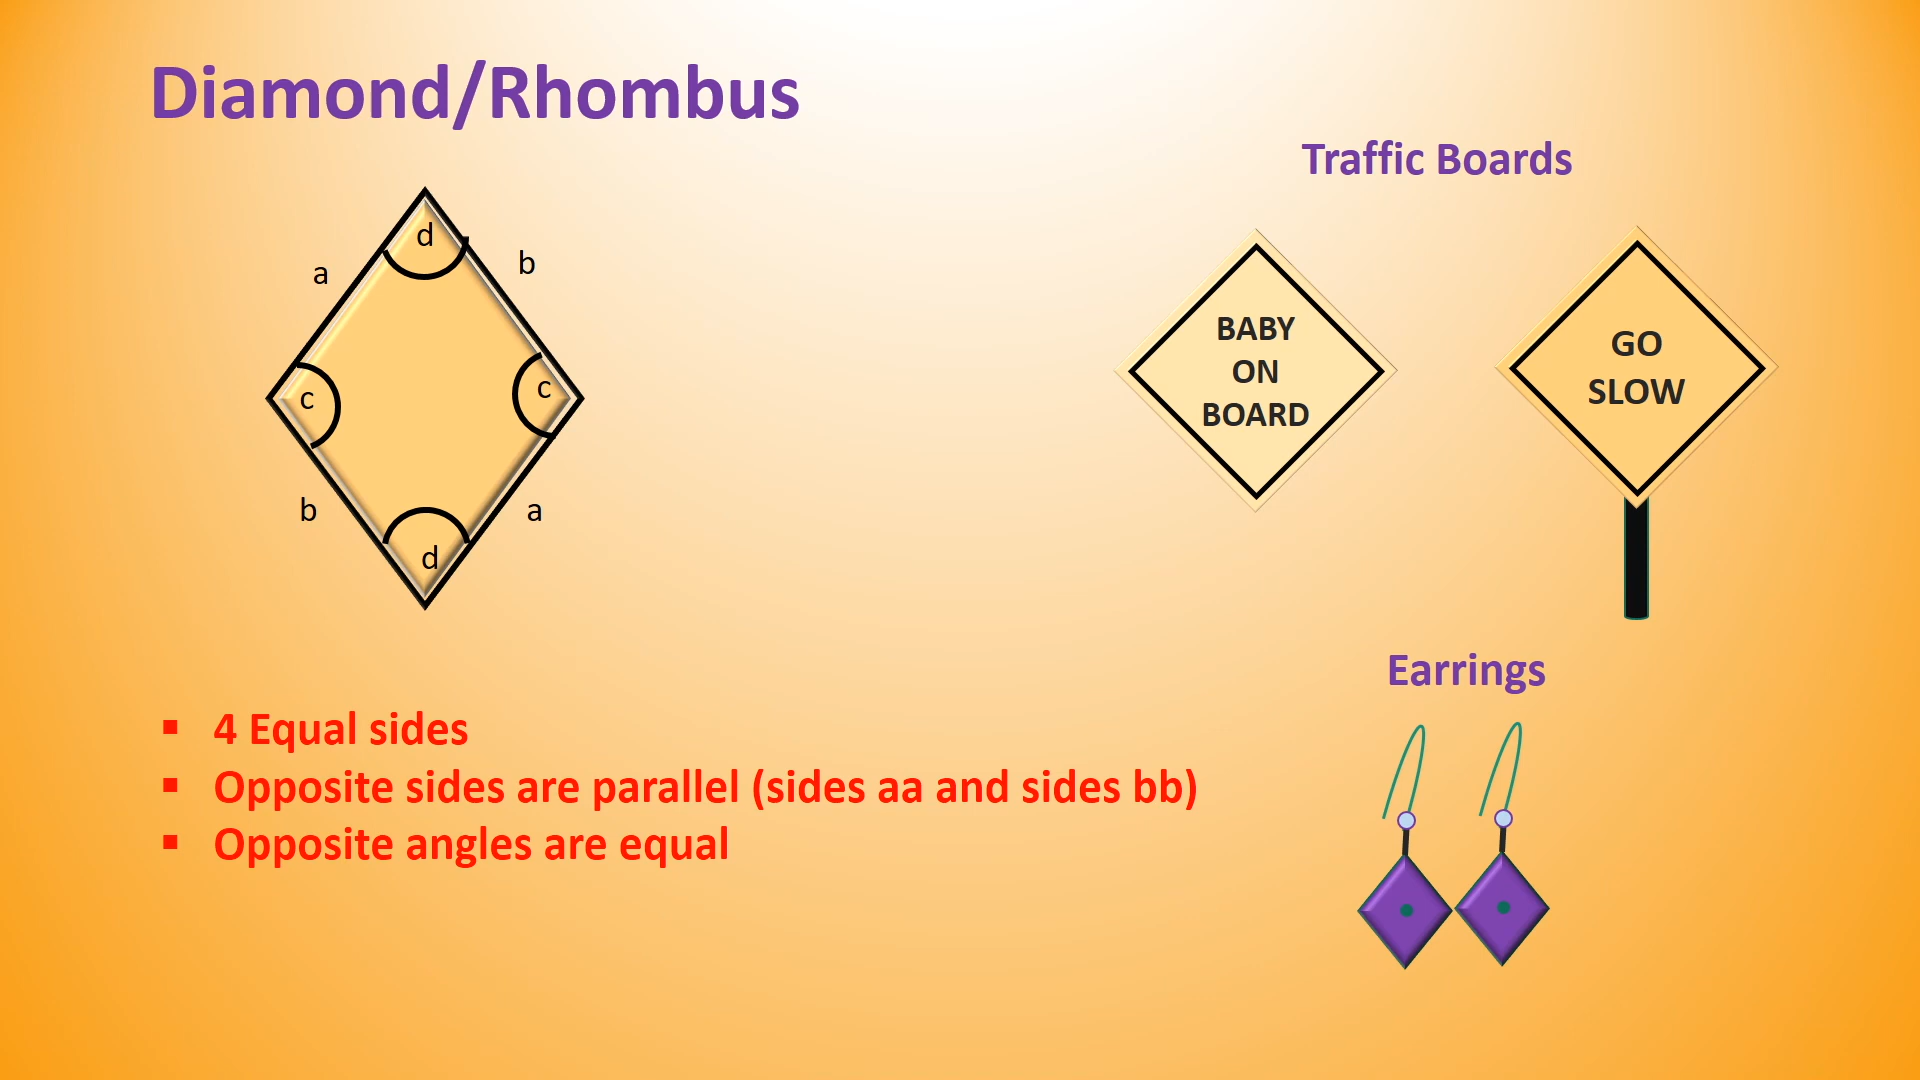 Diamond/Rhombus
Traffic Boards
d
a
b
c
c
b
a
d
BABY
ON
BOARD
GO
SLOW
Earrings
▪ 4 Equal sides
▪ Opposite sides are parallel (sides aa and sides bb)
▪ Opposite angles are equal